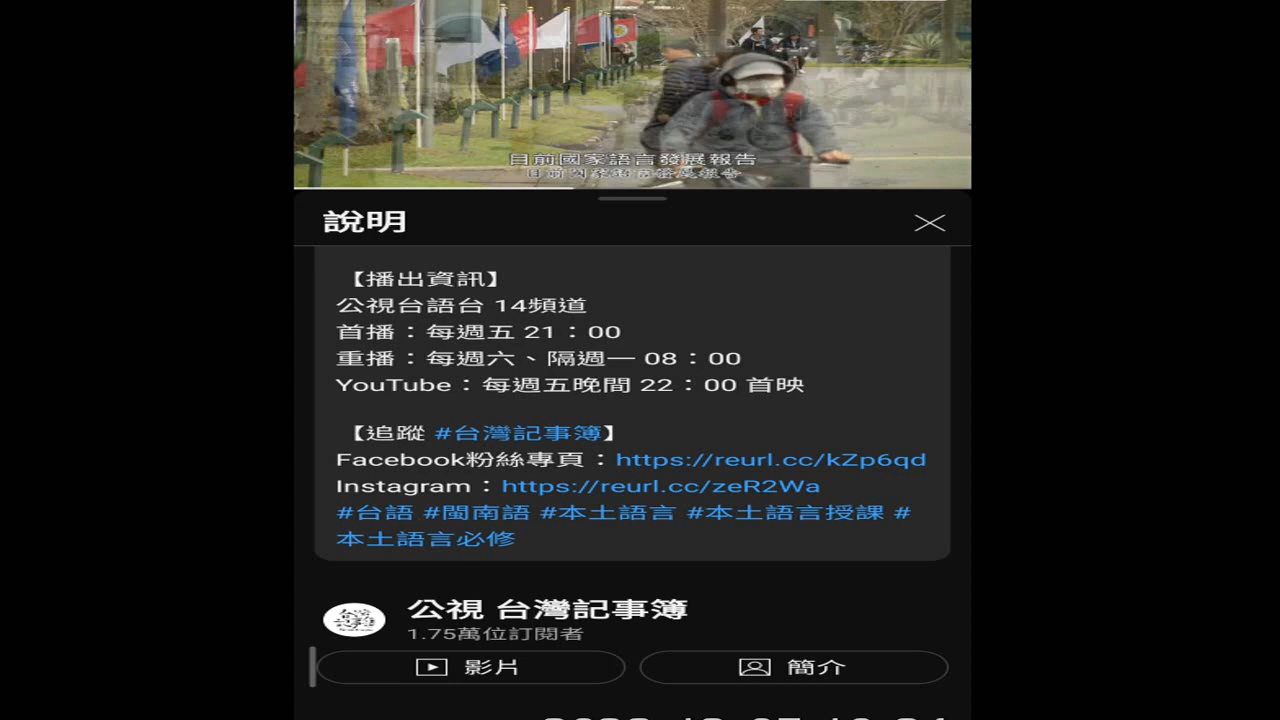 目前國家語言發展報告
說明
【播出資訊】
公視台語台 14頻道
首播：每週五 21：00
重播：每週六、隔週一 08：00
YouTube：每週五晚間 22：00 首映
【追蹤 #台灣記事簿】
Facebook粉絲專頁：https://reurl.cc/kZp6qd
Instagram：https://reurl.cc/zeR2Wa
#台語 #閩南語 #本土語言 #本土語言授課 #
本土語言必修
公視 台灣記事簿
1.75萬位訂閱者
影片
簡介